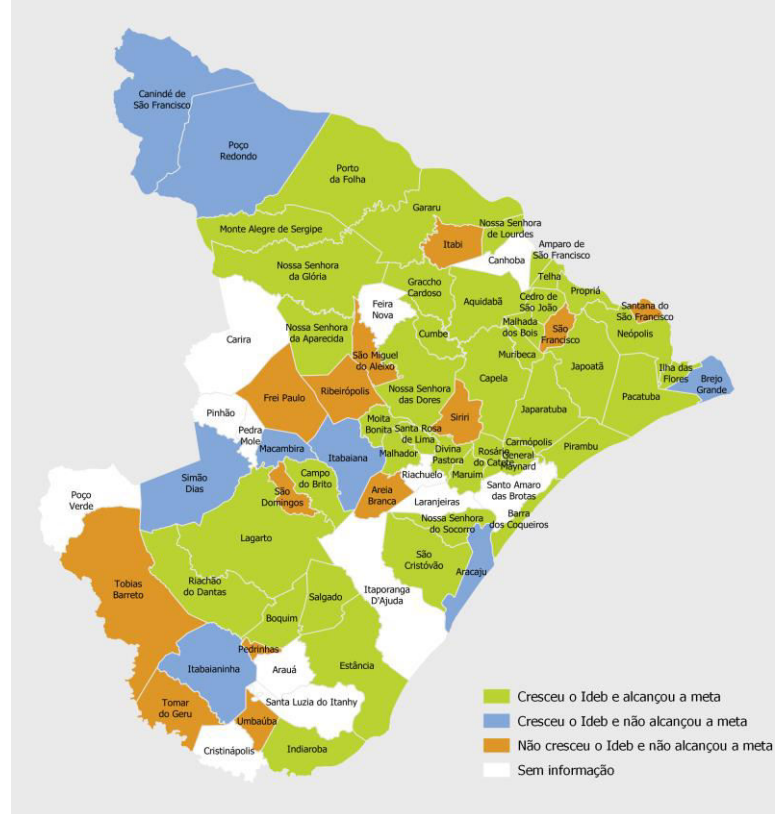 Canindé de
São Francisco
Poço
Redondo
Porto
da Folha
Gararu
Monte Alegre de Sergipe
Nossa Senhora
de Lourdes
Itabi
Amparo de
São Francisco
Canhoba
Nossa Senhora
da Glória
Telha
Graccho
Cardoso
Propriá
Feira
Nova
Aquidabã
Cedro de
São João
Santana do
São Francisco
Nossa Senhora
da Aparecida
Cumbe
Malhada
dos Bois
São
Francisco
Neópolis
Carira
São Miguel
do Aleixo
Muribeca
Japoatã
Ilha das
Flores
Brejo
Grande
Frei Paulo
Ribeirópolis
Nossa Senhora
das Dores
Capela
Pacatuba
Pinhão
Siriri
Japaratuba
Moita
Bonita
Santa Rosa
de Lima
Pedra
Mole
Macambira
Itabaiana
Malhador
Divina
Pastora
Rosário
do Catete
Carmópolis
General
Maynard
Pirambu
Simão
Dias
Campo
do Brito
Riachuelo
Maruim
Poço
Verde
São
Domingos
Areia
Branca
Laranjeiras
Santo Amaro
das Brotas
Barra
dos Coqueiros
Nossa Senhora
do Socorro
Lagarto
São
Cristóvão
Aracaju
Tobias
Barreto
Riachão
do Dantas
Itaporanga
D'Ajuda
Salgado
Boquim
Pedrinhas
Itabaianinha
Arauá
Estância
Tomar
do Geru
Santa Luzia do Itanhy
Umbaúba
Cristinápolis
Indiaroba
Cresceu o Ideb e alcançou a meta
Cresceu o Ideb e não alcançou a meta
Não cresceu o Ideb e não alcançou a meta
Sem informação